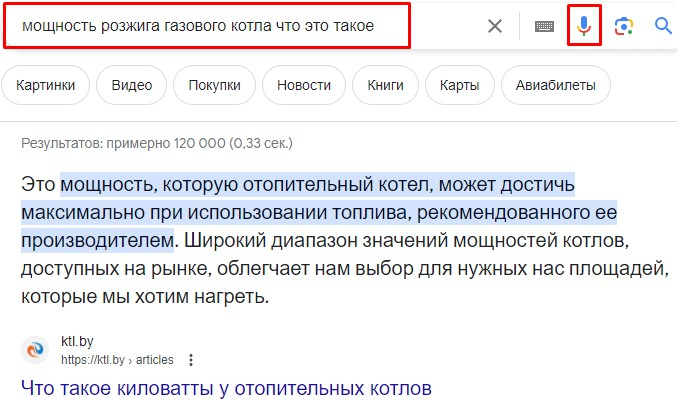 мощность розжига газового котла что это такое
Картинки Видео Покупки Новости Книги Карты Авиабилеты
Результатов: примерно 120 000 (0,33 сек.)
Это мощность, которую отопительный котел, может достичь
максимально при использовании топлива, рекомендованного ее
производителем. Широкий диапазон значений мощностей котлов,
доступных на рынке, облегчает нам выбор для нужных нас площадей,
которые мы хотим нагреть.
ktl.by
https://ktl.by › articles
Что такое киловатты у отопительных котлов